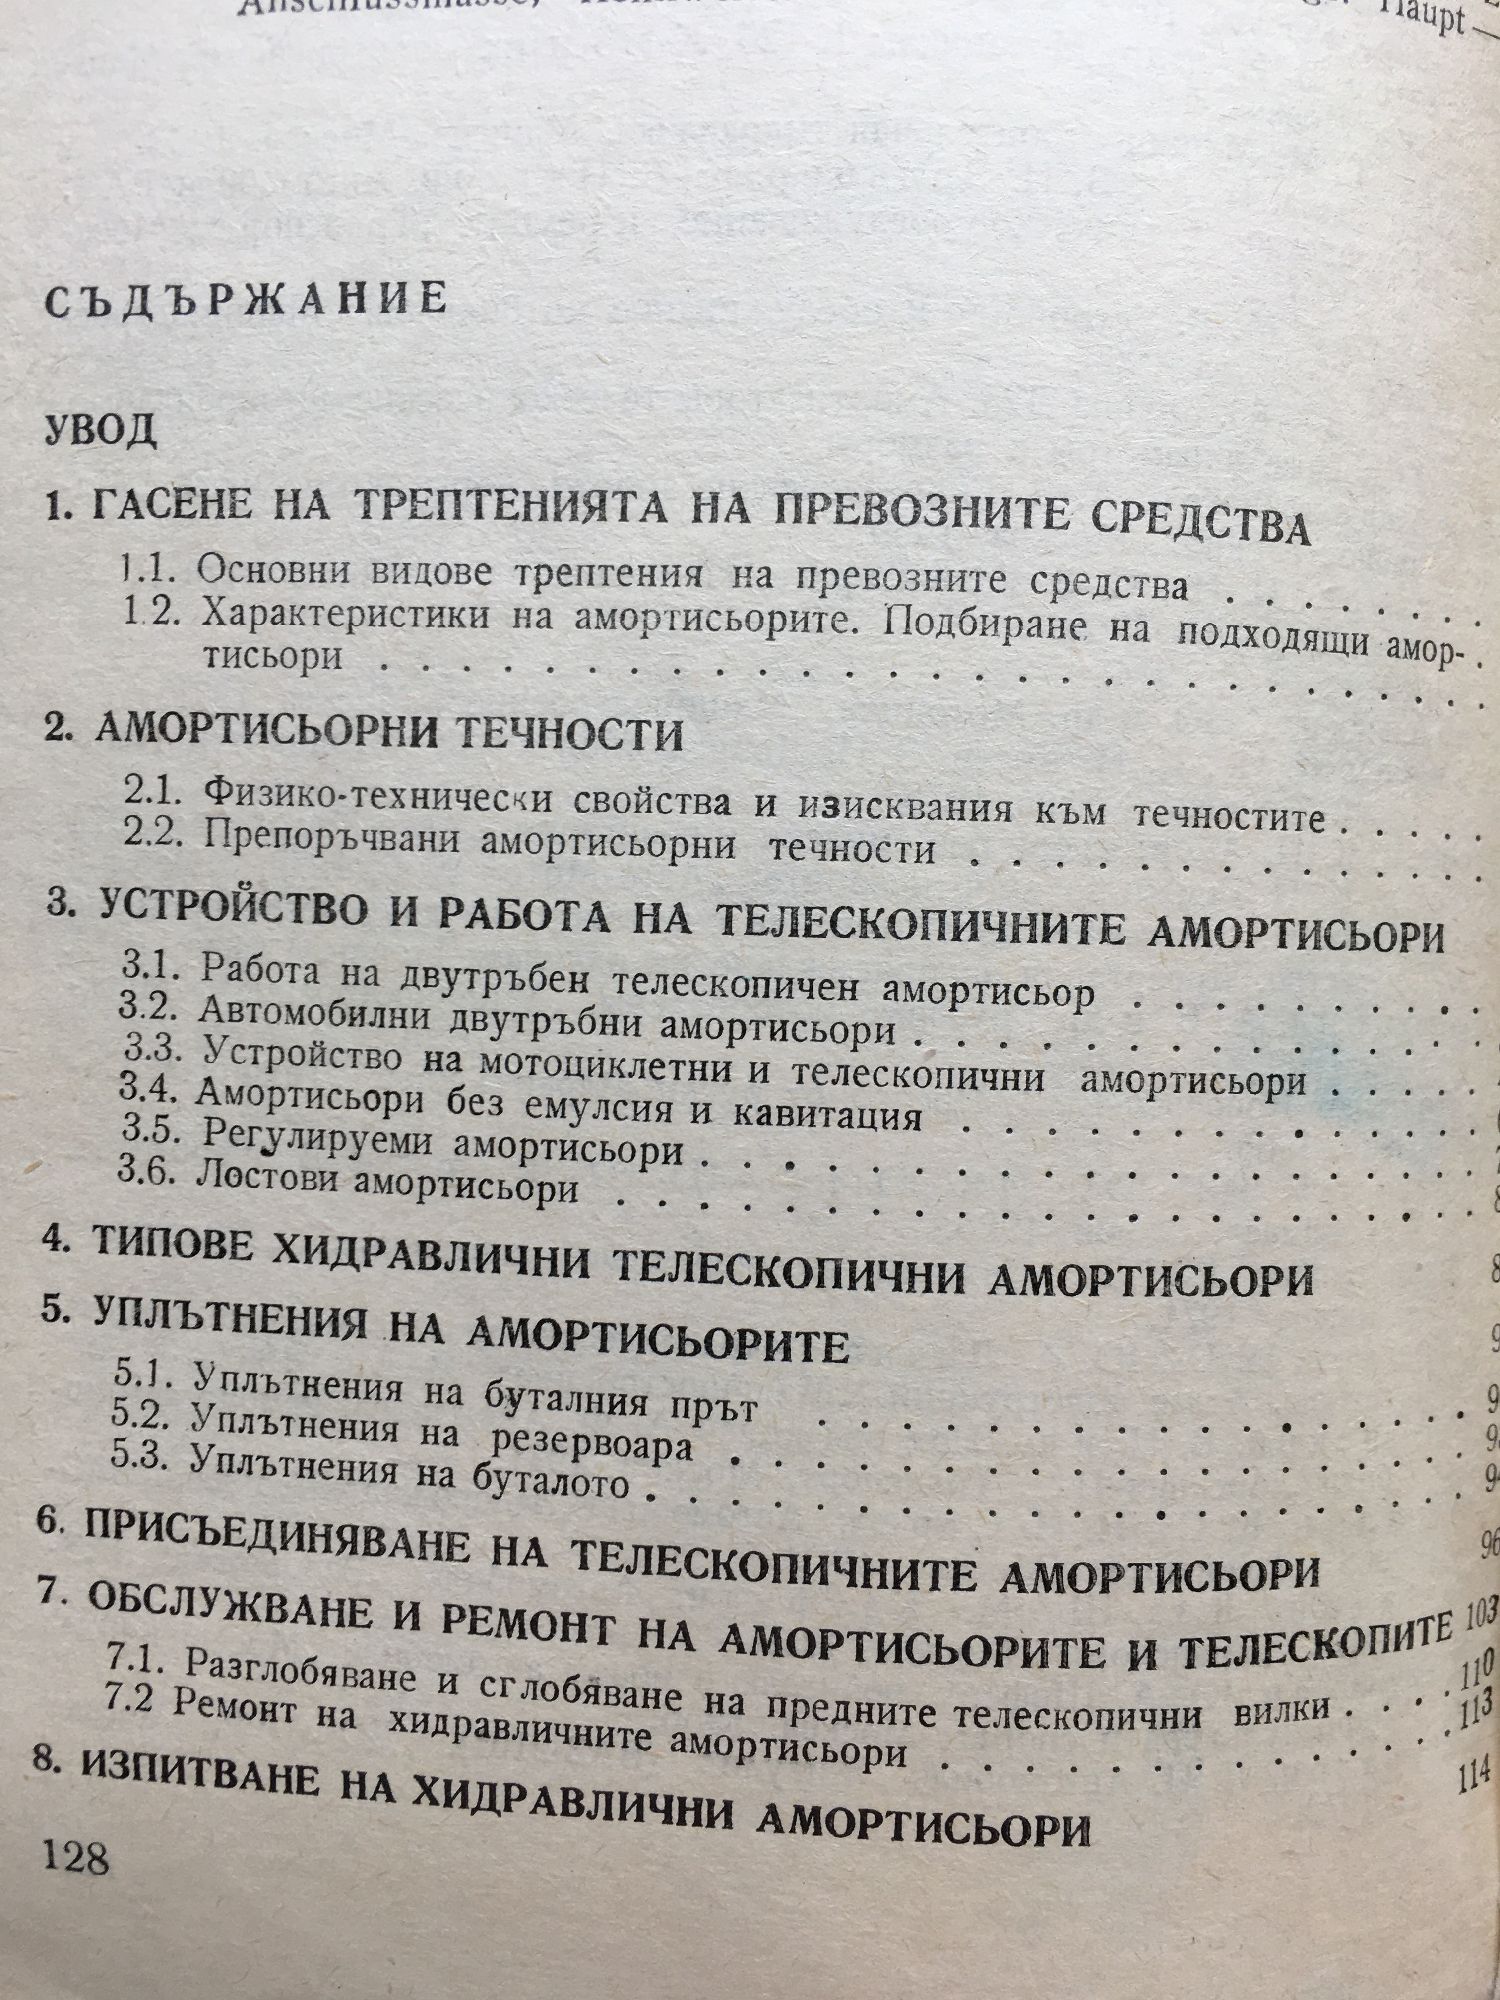 Haupt —
СЪДЪРЖАНИЕ
УВОД
1. ГАСЕНЕ НА ТРЕПТЕНИЯТА НА ПРЕВОЗНИТЕ СРЕДСТВА
1.1. Основни видове трептения на превозните средства . . . . . . .
1.2. Характеристики на амортисьорите. Подбиране на подходящи амор-
тисьори . . . . . . . . . . . . . . . . . . . . . . . . . .
2. АМОРТИСЬОРНИ ТЕЧНОСТИ
2.1. Физико-технически свойства и изисквания към течностите . . . . .
2.2. Препоръчвани амортисьорни течности . . . . . . . . . . . . .
3. УСТРОЙСТВО И РАБОТА НА ТЕЛЕСКОПИЧНИТЕ АМОРТИСЬОРИ
3.1. Работа на двутръбен телескопичен амортисьор . . . . . . . . .
3.2. Автомобилни двутръбни амортисьори . . . . . . . . . . . . . .
3.3. Устройство на мотоциклетни и телескопични амортисьори . . . . .
3.4. Амортисьори без емулсия и кавитация . . . . . . . . . . . . .
3.5. Регулируеми амортисьори . . . . . . . . . . . . . . . . . . .
3.6. Лостови амортисьори . . . . . . . . . . . . . . . . . . . . .
4. ТИПОВЕ ХИДРАВЛИЧНИ ТЕЛЕСКОПИЧНИ АМОРТИСЬОРИ
5. УПЛЪТНЕНИЯ НА АМОРТИСЬОРИТЕ
5.1. Уплътнения на буталния прът . . . . . . . . . . . . . . . .
5.2. Уплътнения на резервоара . . . . . . . . . . . . . . . . . .
5.3. Уплътнения на буталото . . . . . . . . . . . . . . . . . . . .
6. ПРИСЪЕДИНЯВАНЕ НА ТЕЛЕСКОПИЧНИТЕ АМОРТИСЬОРИ 96
7. ОБСЛУЖВАНЕ И РЕМОНТ НА АМОРТИСЬОРИТЕ И ТЕЛЕСКОПИТЕ 103
7.1. Разглобяване и сглобяване на предните телескопични вилки . . . . 110
7.2 Ремонт на хидравличните амортисьори . . . . . . . . . . . . . 113
8. ИЗПИТВАНЕ НА ХИДРАВЛИЧНИ АМОРТИСЬОРИ 114
128